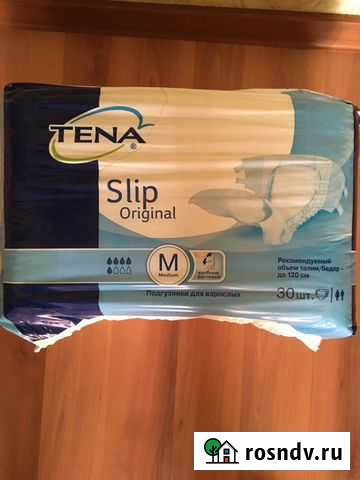 TENA®
Slip
Original
M
Medium
Рекомендуемый
объем талии/бедер -
до 120 см
Подгузники для взрослых
30 шт.
rosndv.ru